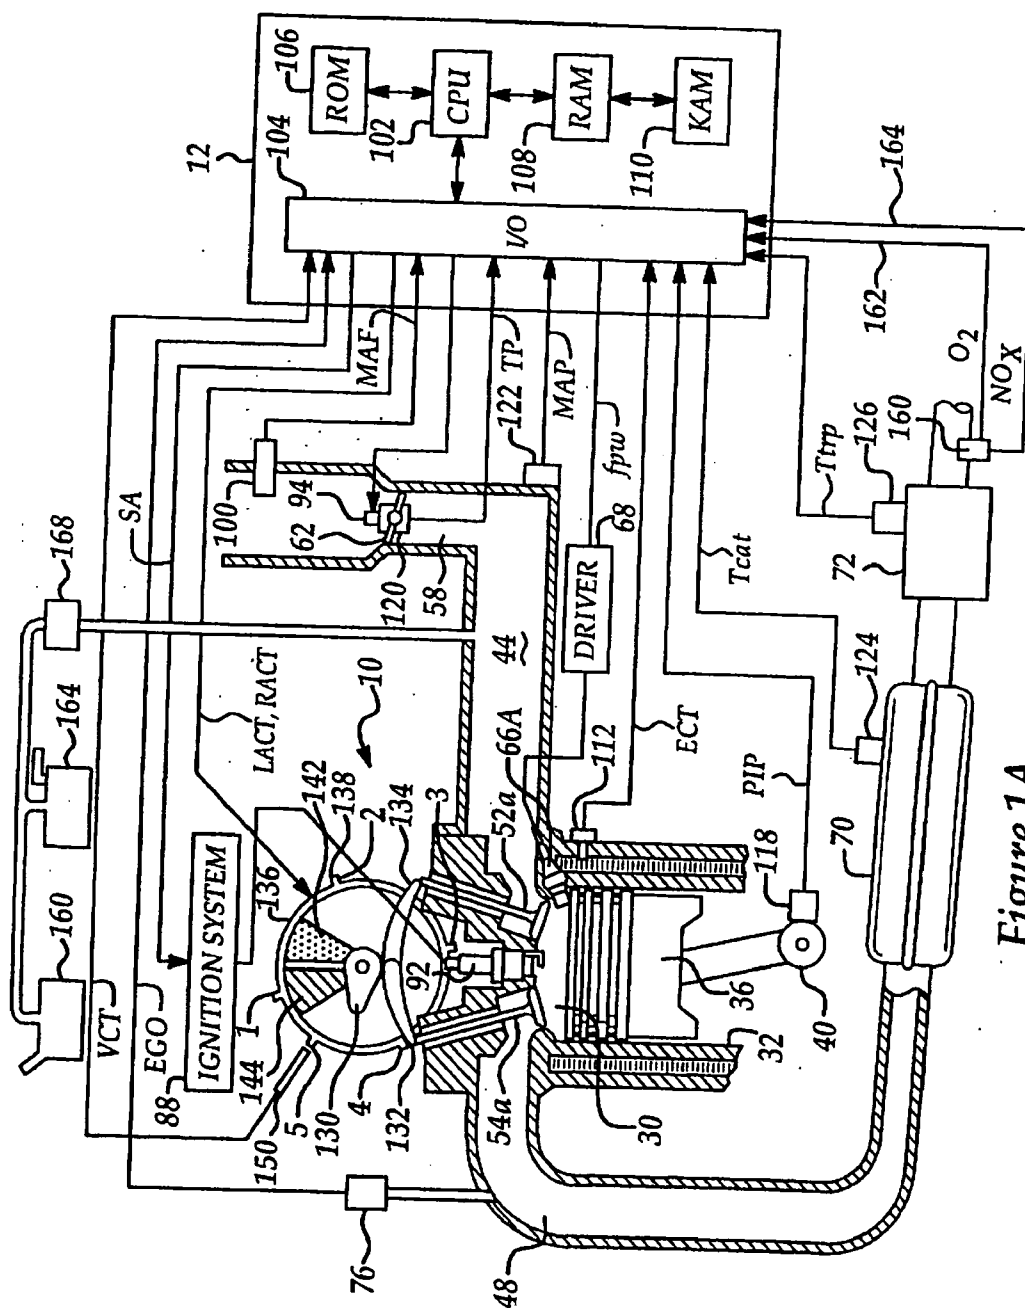 12
104
106
ROM
102
CPU
108
RAM
110
KAM
I/O
164
162
MAF
TP
122
MAP
fpw
68
DRIVER
Tcat
Ttrp
126
160
O2
NOX
72
SA
100
94
62
120
58
44
168
164
160
LACT, RACT
10
VCT
EGO
88
IGNITION SYSTEM
136
142
138
2
134
3
52a
66A
112
ECT
PIP
118
124
70
1
144
150
5
130
4
132
92
54a
30
36
32
40
76
48
Figure 1A